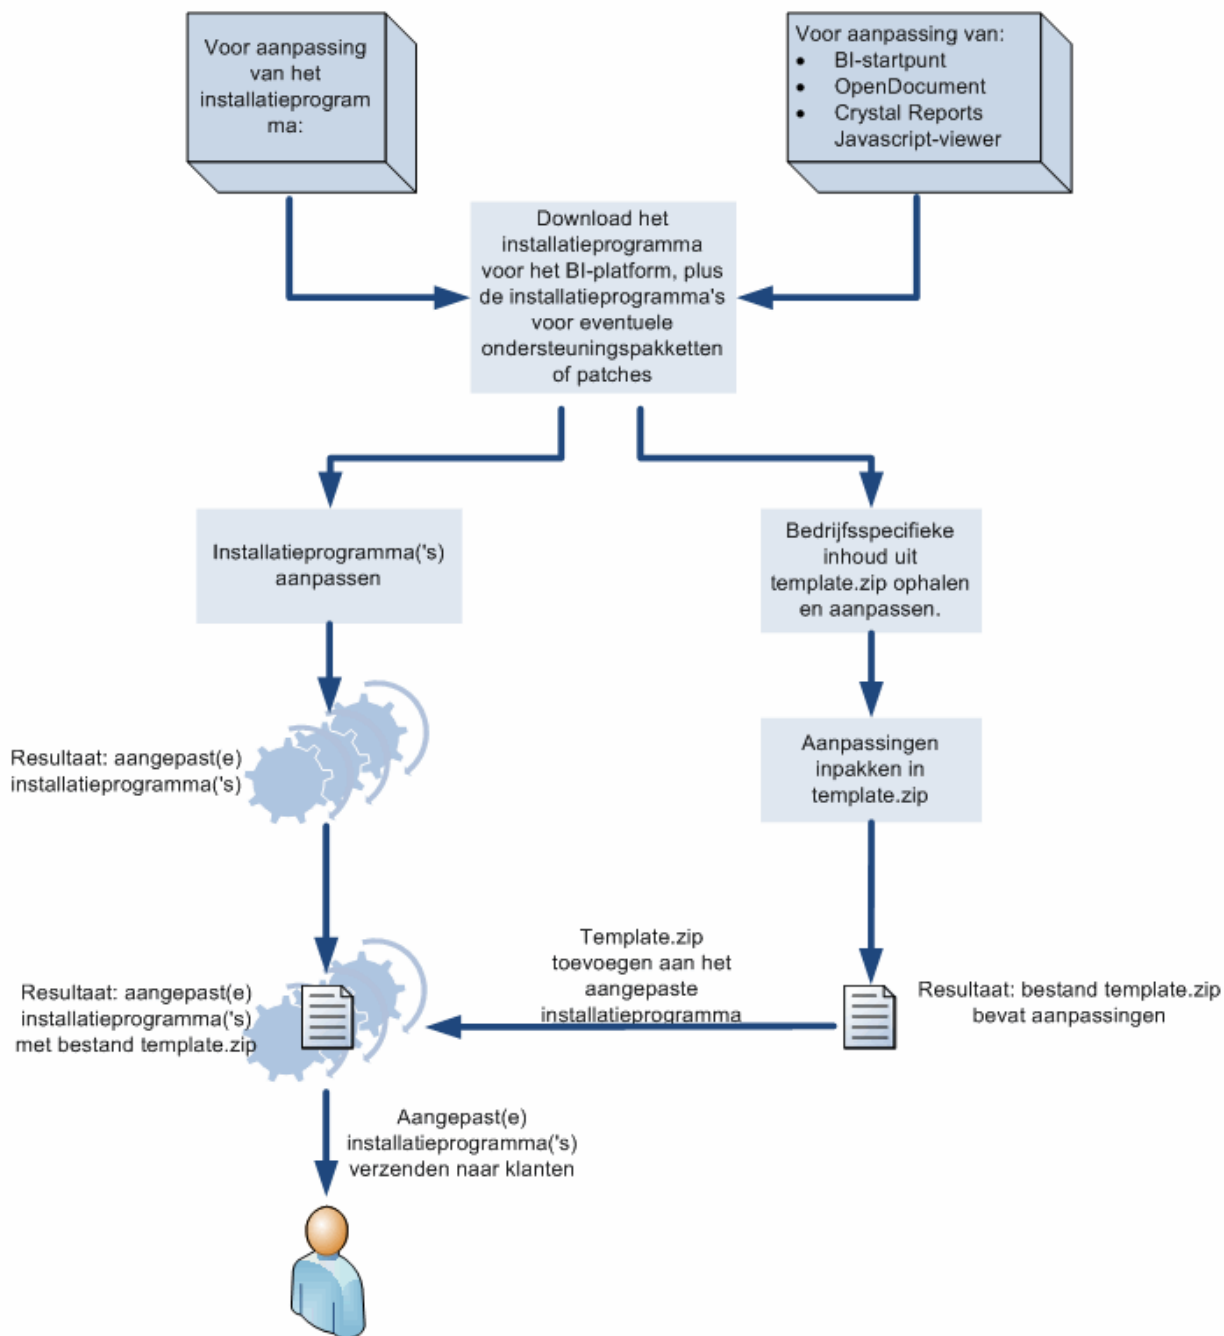 Voor aanpassing
van het
installatieprogram
ma:
Voor aanpassing van:
• BI-startpunt
• OpenDocument
• Crystal Reports
Javascript-viewer
Download het
installatieprogramma
voor het BI-platform, plus
de installatieprogramma's
voor eventuele
ondersteuningspakketten
of patches
Installatieprogramma('s)
aanpassen
Bedrijfsspecifieke
inhoud uit
template.zip ophalen
en aanpassen.
Resultaat: aangepast(e)
installatieprogramma('s)
Aanpassingen
inpakken in
template.zip
Template.zip
toevoegen aan het
aangepaste
installatieprogramma
Resultaat: aangepast(e)
installatieprogramma('s)
met bestand template.zip
Resultaat: bestand template.zip
bevat aanpassingen
Aangepast(e)
installatieprogramma('s)
verzenden naar klanten